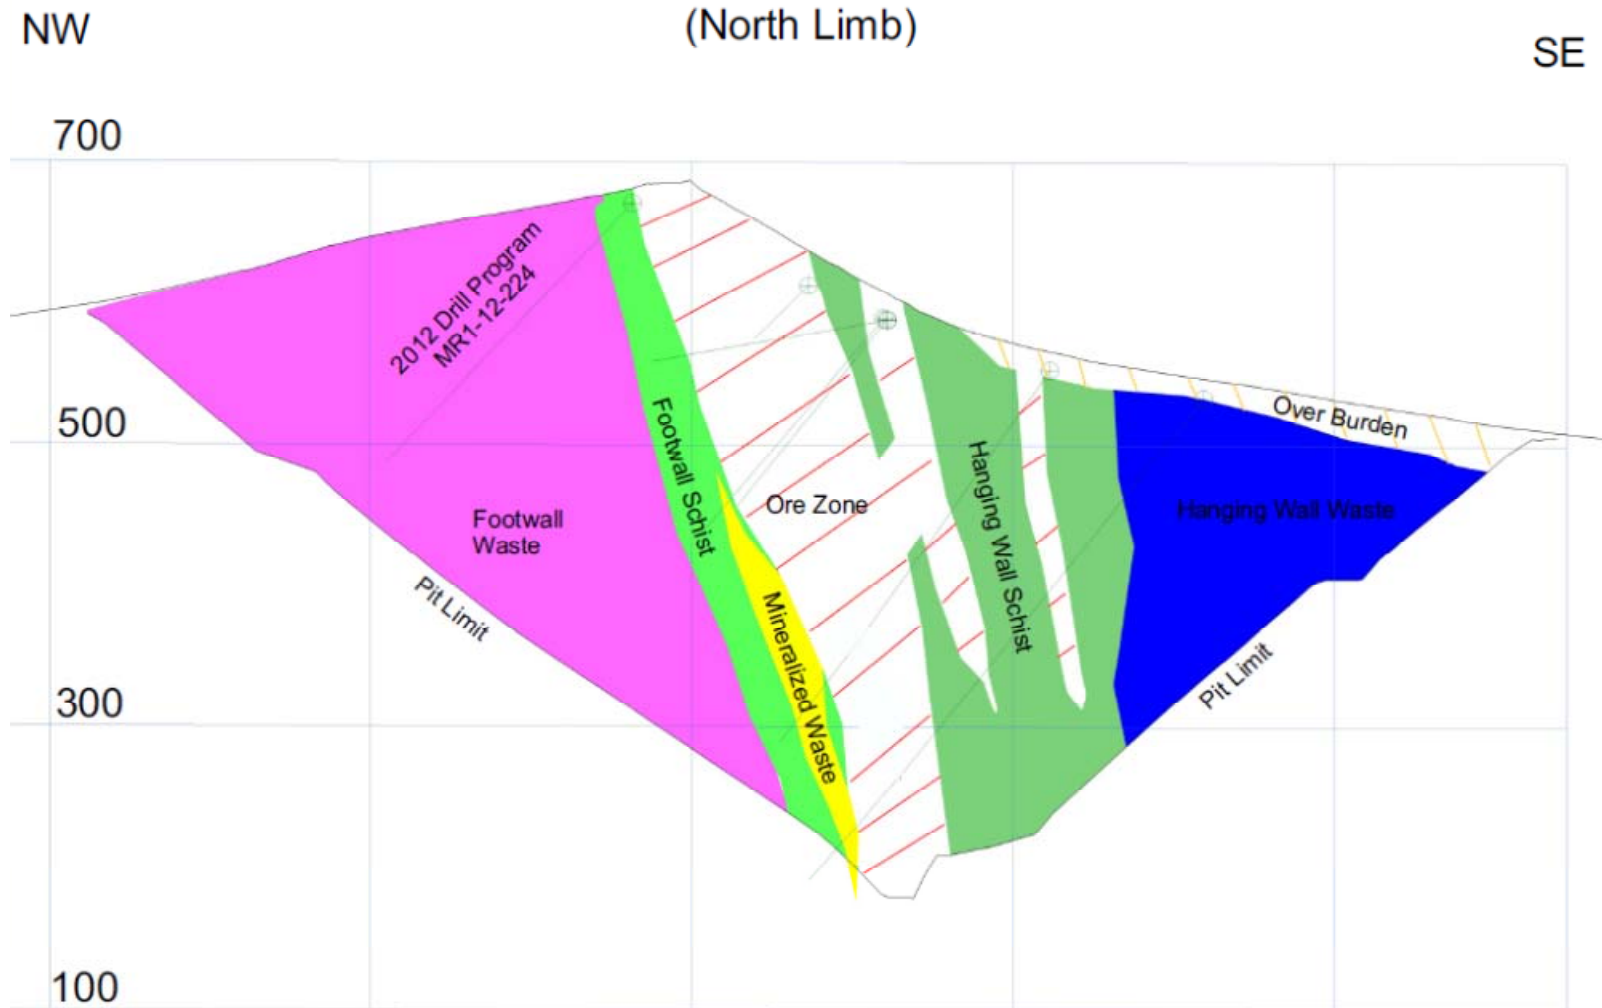 (North Limb)
NW
SE
700
2012 Drill Program
MR1-12-224
500
Over Burden
Footwall Schist
Hanging Wall Schist
Ore Zone
Hanging Wall Waste
Footwall
Waste
Pit Limit
Mineralized Waste
Pit Limit
300
100